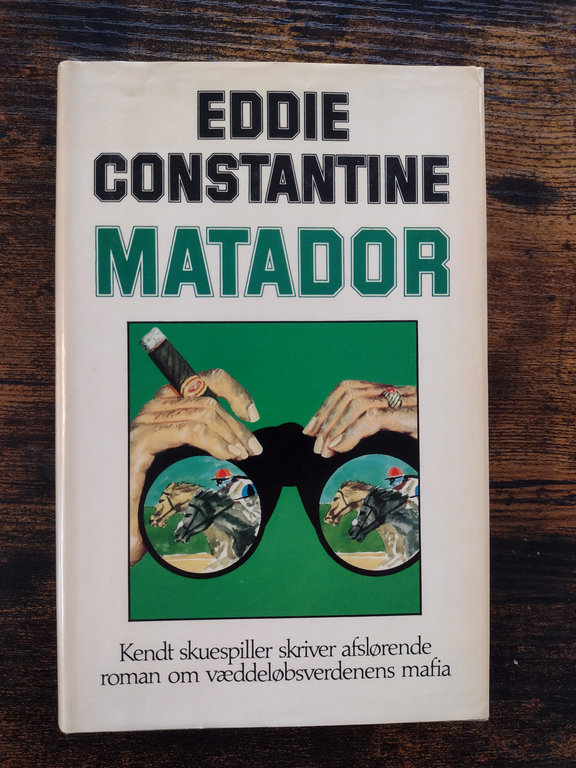 EDDIE
CONSTANTINE
MATADOR
Kendt skuespiller skriver afslørende
roman om væddeløbsverdenens mafia